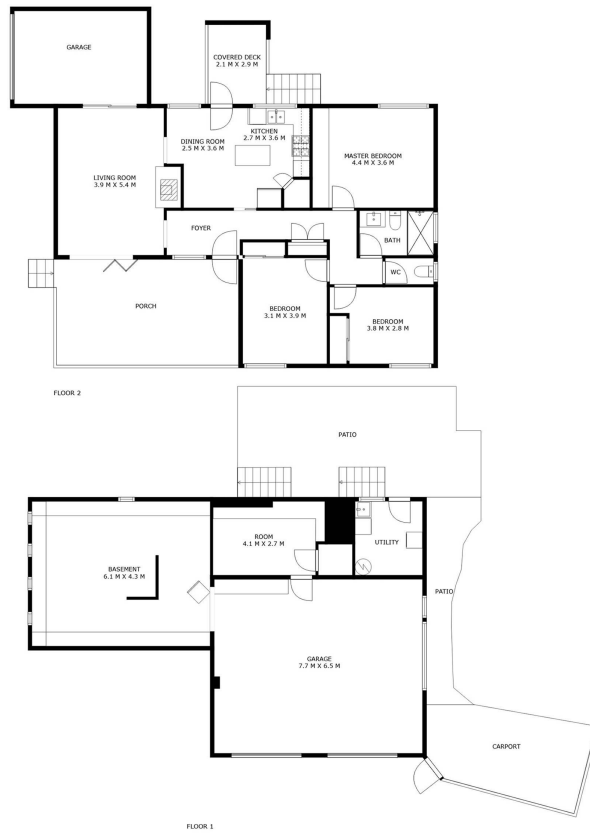 GARAGE
COVERED DECK
2.1 M X 2.9 M
KITCHEN
2.7 M X 3.6 M
DINING ROOM
2.5 M X 3.6 M
MASTER BEDROOM
4.4 M X 3.6 M
LIVING ROOM
3.9 M X 5.4 M
FOYER
BATH
WC
PORCH
BEDROOM
3.1 M X 3.9 M
BEDROOM
3.8 M X 2.8 M
FLOOR 2
PATIO
ROOM
4.1 M X 2.7 M
UTILITY
BASEMENT
6.1 M X 4.3 M
PATIO
GARAGE
7.7 M X 6.5 M
CARPORT
FLOOR 1